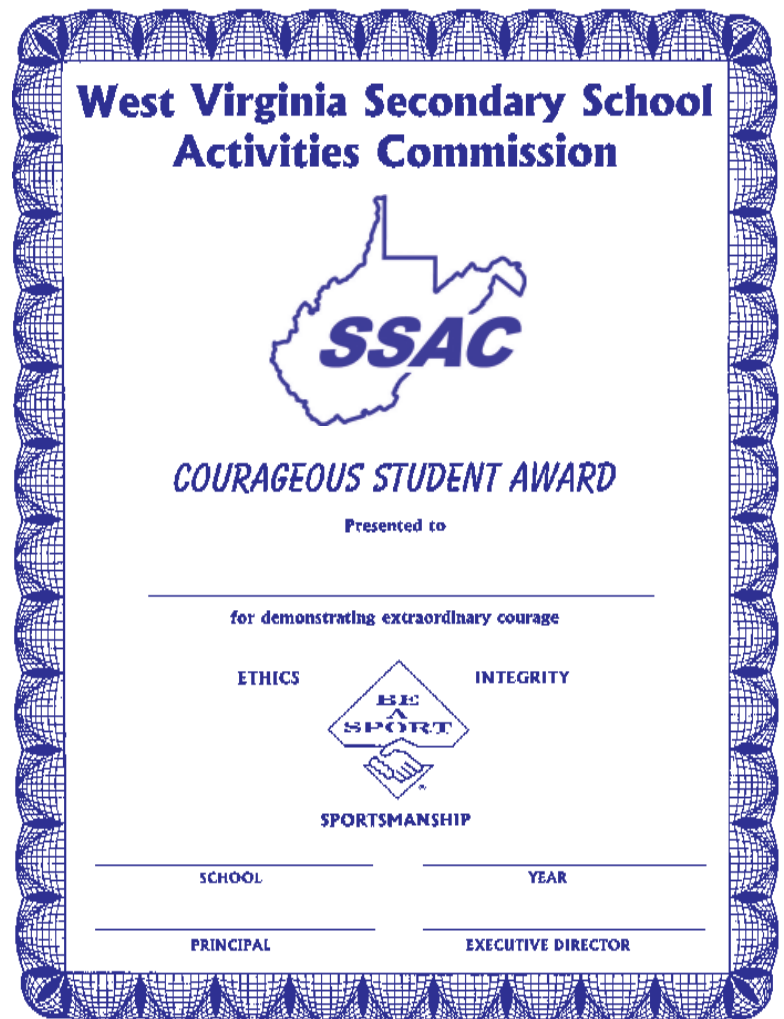 West Virginia Secondary School
Activities Commission
SSAC
COURAGEOUS STUDENT AWARD
Presented to
for demonstrating extraordinary courage
ETHICS
INTEGRITY
BE
A
SPORT
®
SPORTSMANSHIP
SCHOOL
YEAR
PRINCIPAL
EXECUTIVE DIRECTOR